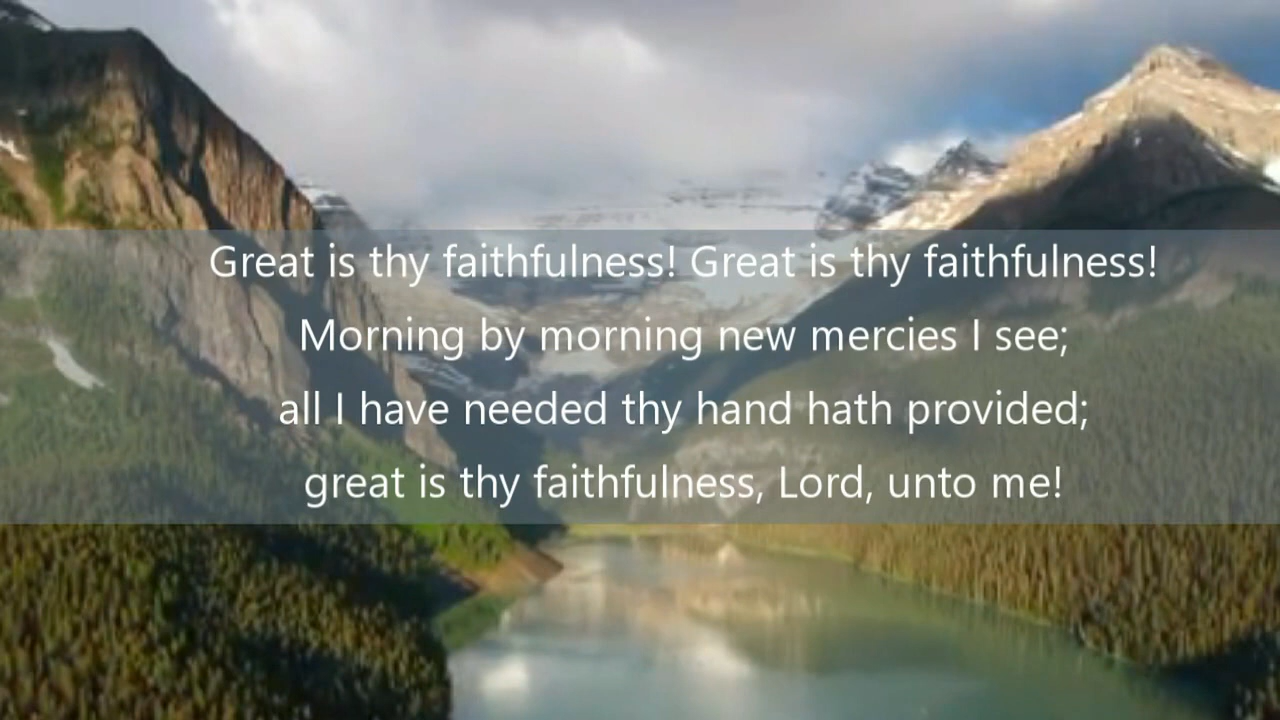 Great is thy faithfulness! Great is thy faithfulness!
Morning by morning new mercies I see;
all I have needed thy hand hath provided;
great is thy faithfulness, Lord, unto me!